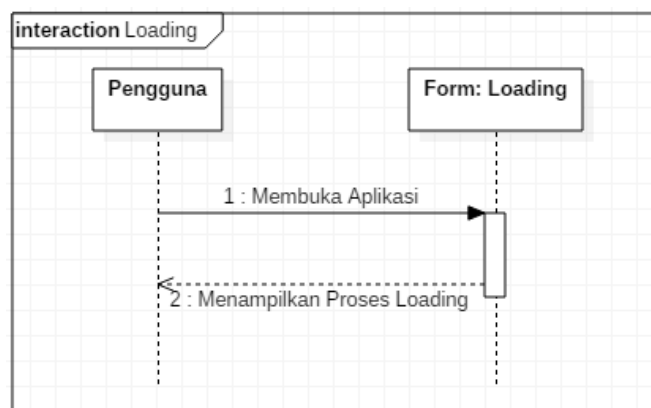 interaction Loading
Pengguna
Form: Loading
1 : Membuka Aplikasi
2 : Menampilkan Proses Loading